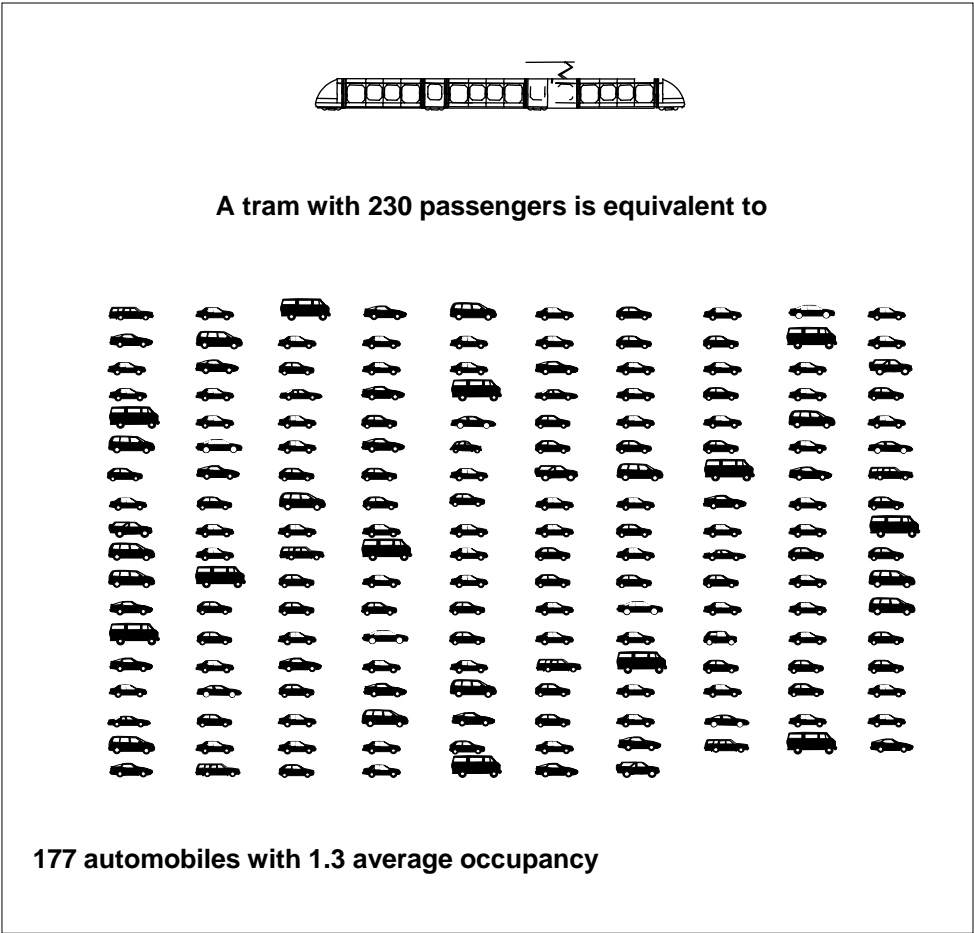 A tram with 230 passengers is equivalent to
177 automobiles with 1.3 average occupancy